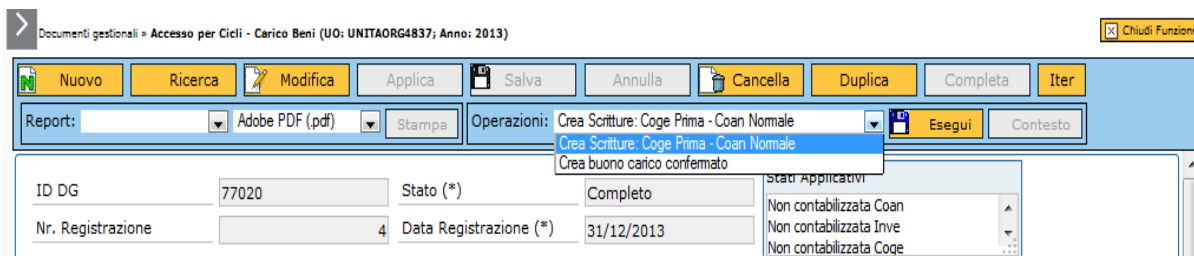 Documenti gestionali » Accesso per Cicli - Carico Beni (UO: UNITAORG4837; Anno: 2013)
Chiudi Funzione
Nuovo Ricerca Modifica Applica Salva Annulla Cancella Duplica Completa Iter
Report: Adobe PDF (.pdf) Stampa Operazioni: Crea Scritture: Coge Prima - Coan Normale Esegui Contesto
Crea Scritture: Coge Prima - Coan Normale
Crea buono carico confermato
Stati Applicativi
ID DG 77020 Stato (*) Completo
Non contabilizzata Coan
Nr. Registrazione 4 Data Registrazione (*) 31/12/2013
Non contabilizzata Inve
Non contabilizzata Coge